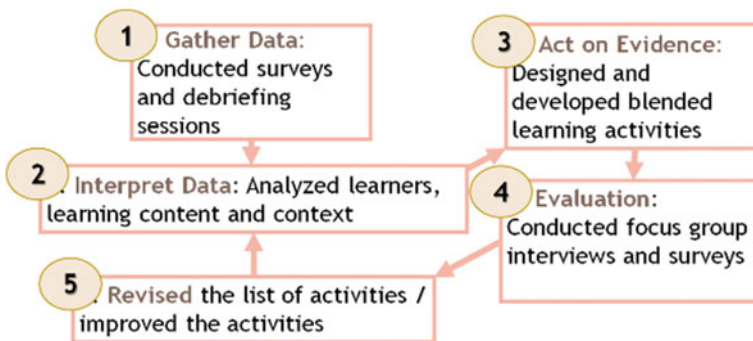 1
Gather Data:
Conducted surveys
and debriefing
sessions
2
. Interpret Data: Analyzed learners,
learning content and context
3
Act on Evidence:
Designed and
developed blended
learning activities
4
Evaluation:
Conducted focus group
interviews and surveys
5
. Revised the list of activities /
improved the activities